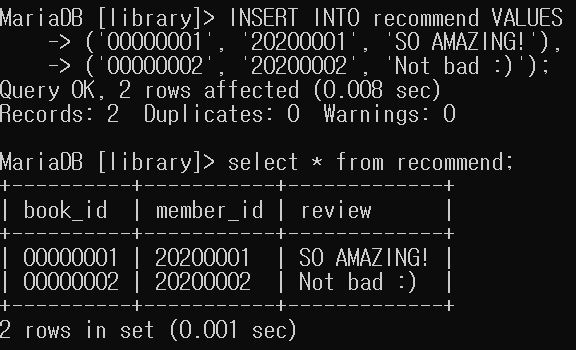 MariaDB [library]> INSERT INTO recommend VALUES
    -> ('00000001', '20200001', 'SO AMAZING!'),
    -> ('00000002', '20200002', 'Not bad :)');
Query OK, 2 rows affected (0.008 sec)
Records: 2  Duplicates: 0  Warnings: 0

MariaDB [library]> select * from recommend;
+----------+-----------+-------------+
| book_id  | member_id | review      |
+----------+-----------+-------------+
| 00000001 | 20200001  | SO AMAZING! |
| 00000002 | 20200002  | Not bad :)  |
+----------+-----------+-------------+
2 rows in set (0.001 sec)